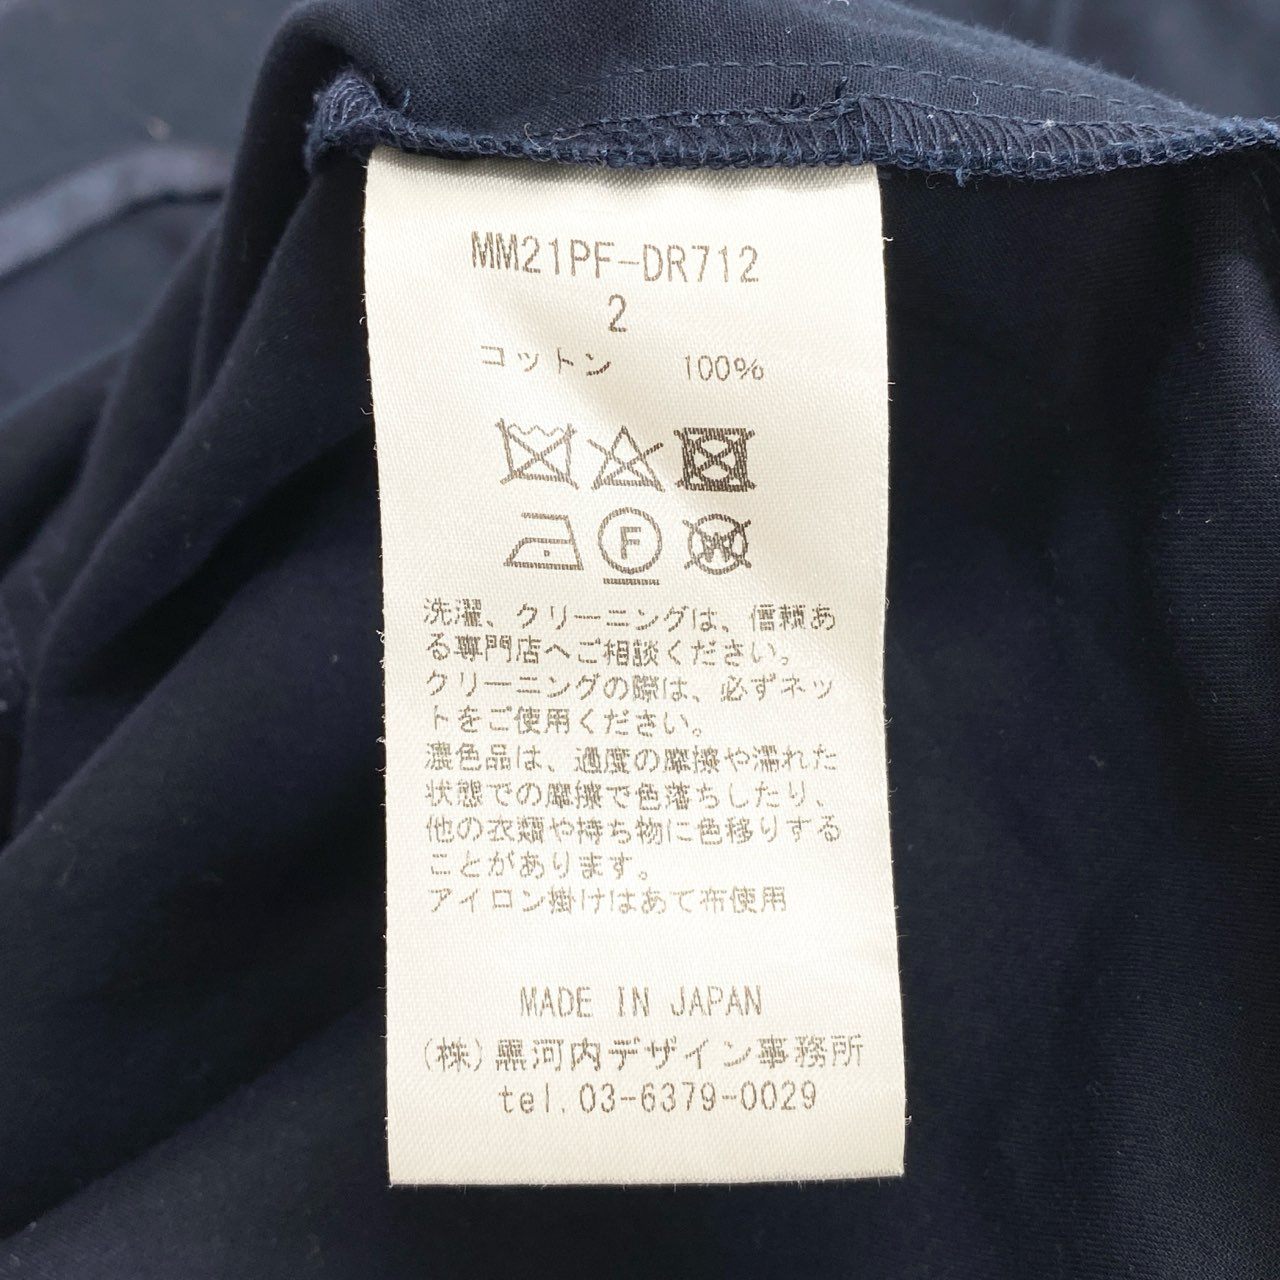 MM21PF-DR712
2
コットン 100%
F
W
洗濯、クリーニングは、信頼あ
る専門店へご相談ください。
クリーニングの際は、必ずネッ
トをご使用ください。
濃色品は、過度の摩擦や濡れた
状態での摩擦で色落ちしたり、
他の衣類や持ち物に色移りする
ことがあります。
アイロン掛けはあて布使用
MADE IN JAPAN
(株)黒河内デザイン事務所
tel.03-6379-0029